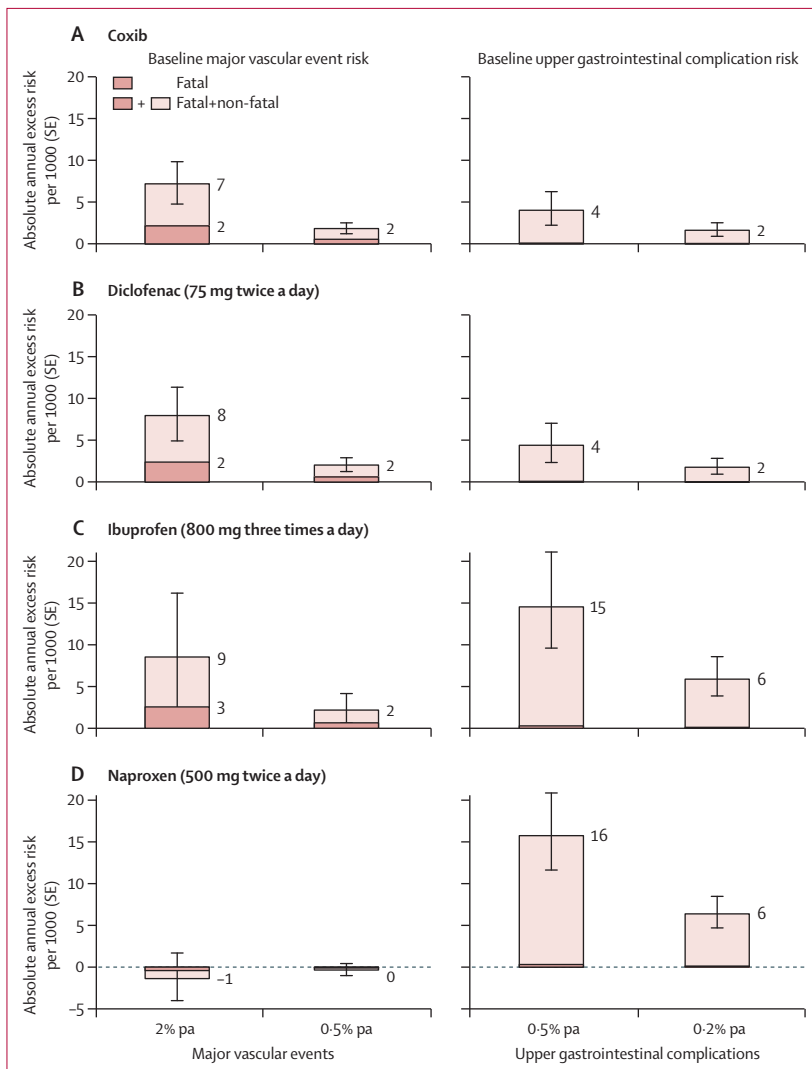 A Coxib
Baseline major vascular event risk
Baseline upper gastrointestinal complication risk
Fatal
+ Fatal+non-fatal
Absolute annual excess risk
per 1000 (SE)
20
15
10
5
0
7
2
2
4
2
B Diclofenac (75 mg twice a day)
Absolute annual excess risk
per 1000 (SE)
20
15
10
5
0
8
2
2
4
2
C Ibuprofen (800 mg three times a day)
Absolute annual excess risk
per 1000 (SE)
20
15
10
5
0
9
3
2
15
6
D Naproxen (500 mg twice a day)
Absolute annual excess risk
per 1000 (SE)
20
15
10
5
0
−5
−1
0
16
6
2% pa
0·5% pa
0·5% pa
0·2% pa
Major vascular events
Upper gastrointestinal complications